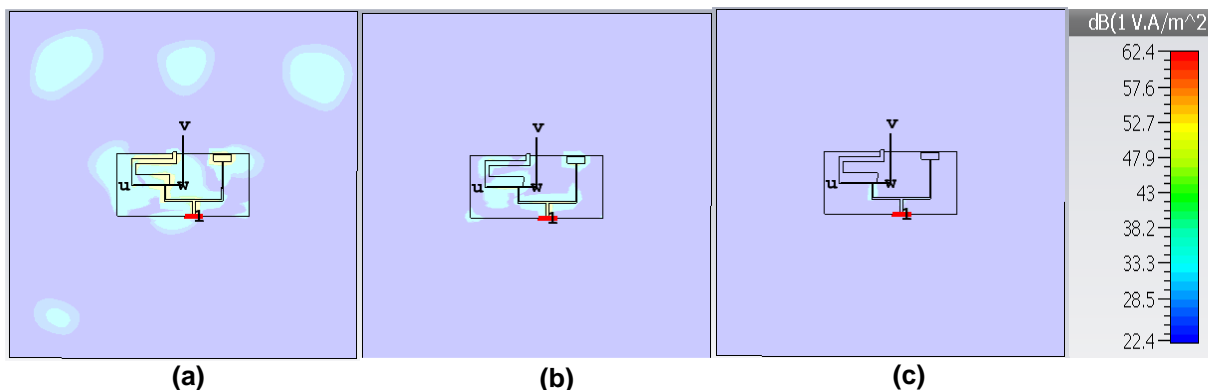 dB(1 V.A/m^2
62.4
57.6
52.7
47.9
43
38.2
33.3
28.5
22.4
v
u
w
1
v
u
w
1
v
u
w
1
(a)
(b)
(c)